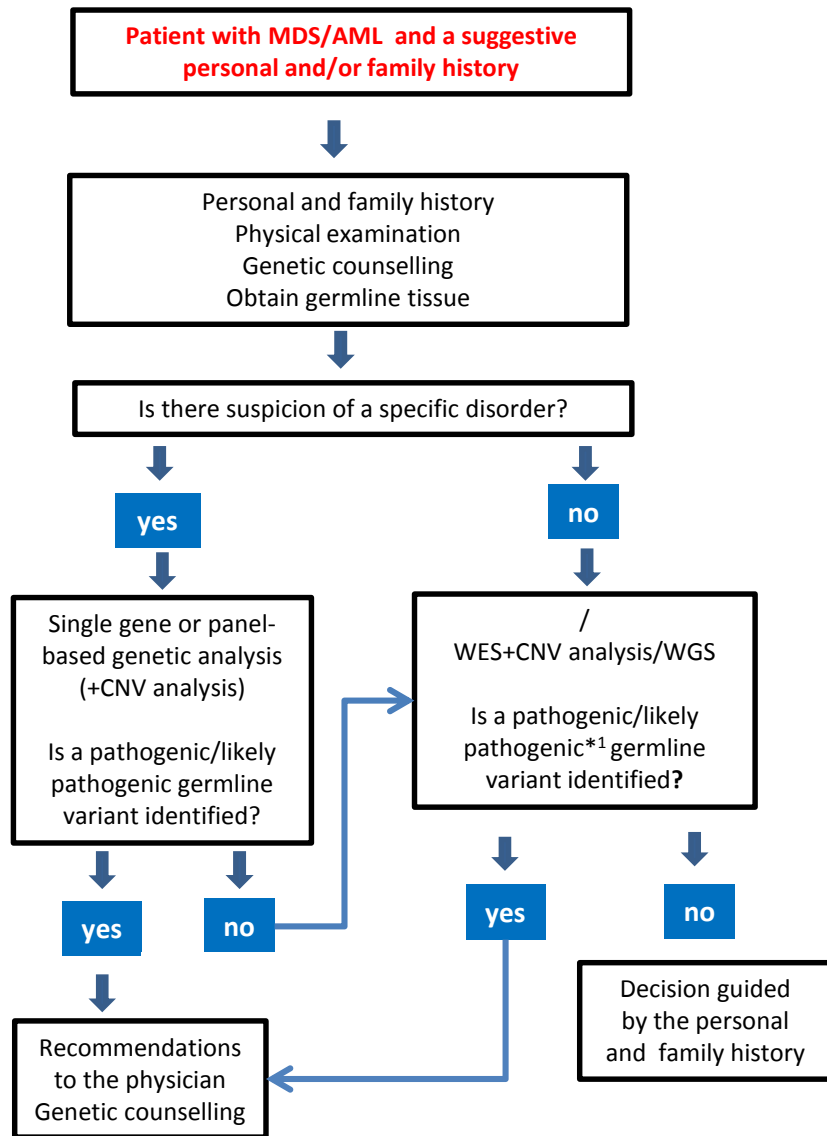 Patient with MDS/AML and a suggestive
personal and/or family history
Personal and family history
Physical examination
Genetic counselling
Obtain germline tissue
Is there suspicion of a specific disorder?
yes
no
Single gene or panel-
based genetic analysis
(+CNV analysis)
Is a pathogenic/likely
pathogenic germline
variant identified?
/
WES+CNV analysis/WGS
Is a pathogenic/likely
pathogenic*¹ germline
variant identified?
yes
no
yes
no
Recommendations
to the physician
Genetic counselling
Decision guided
by the personal
and family history